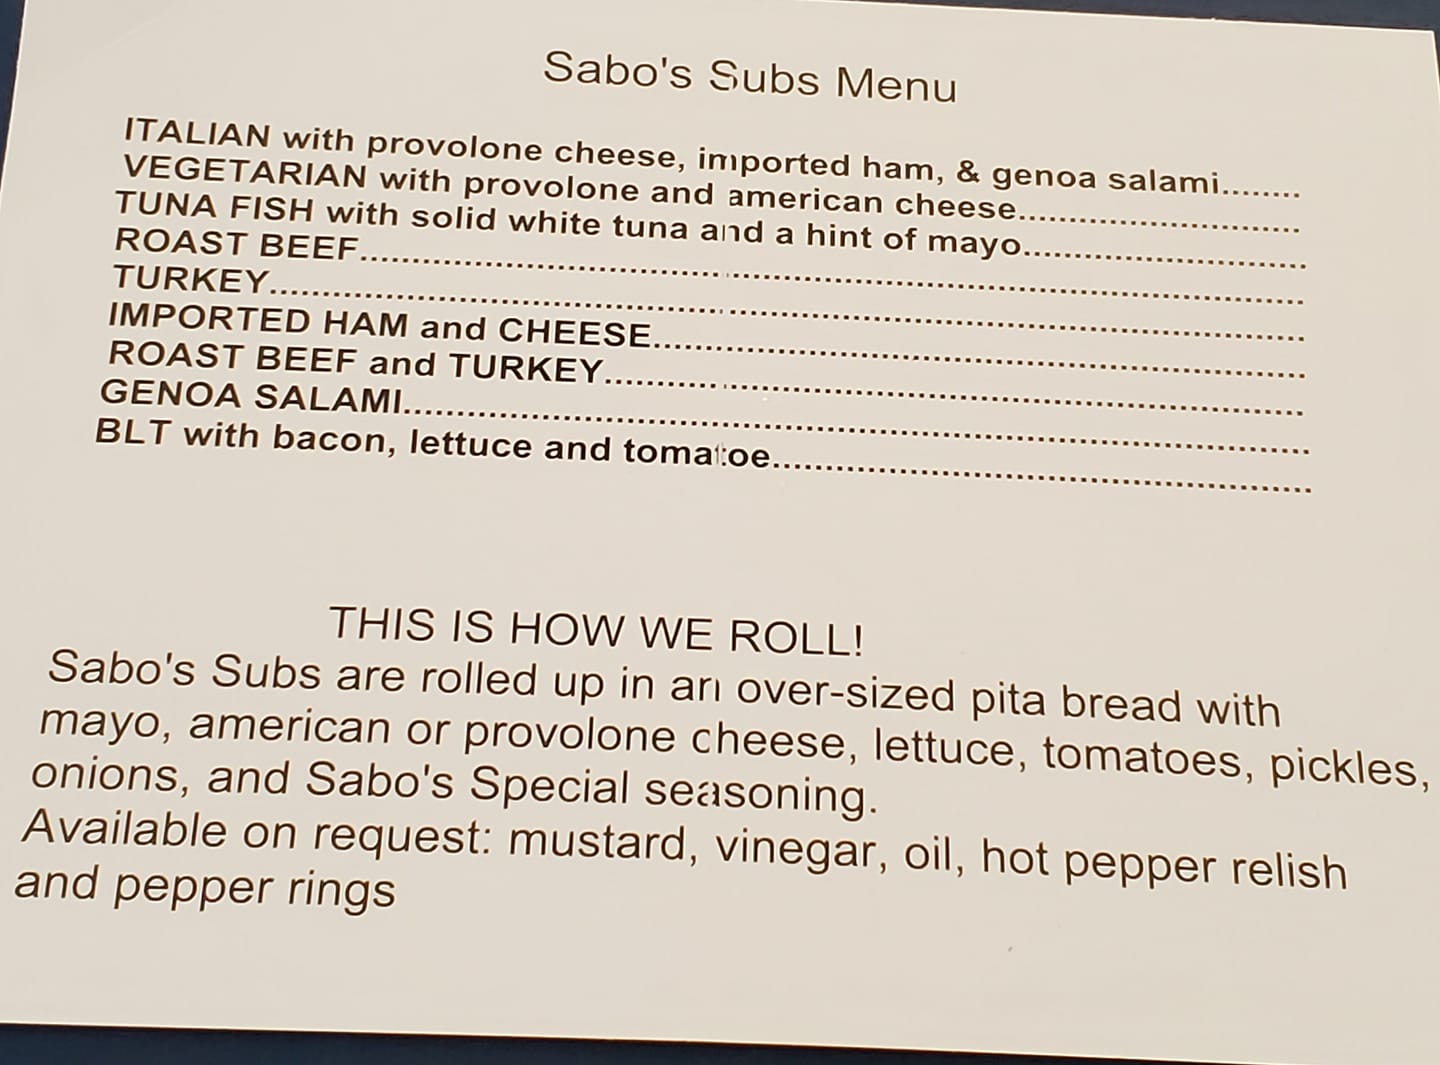 Sabo's Subs Menu
ITALIAN with provolone cheese, imported ham, & genoa salami........
VEGETARIAN with provolone and american cheese...........................
TUNA FISH with solid white tuna and a hint of mayo...........................
ROAST BEEF..........................................................................................
TURKEY...................................................................................................
IMPORTED HAM and CHEESE..............................................................
ROAST BEEF and TURKEY...................................................................
GENOA SALAMI......................................................................................
BLT with bacon, lettuce and tomatoe....................................................
THIS IS HOW WE ROLL!
Sabo's Subs are rolled up in an over-sized pita bread with
mayo, american or provolone cheese, lettuce, tomatoes, pickles,
onions, and Sabo's Special seasoning.
Available on request: mustard, vinegar, oil, hot pepper relish
and pepper rings